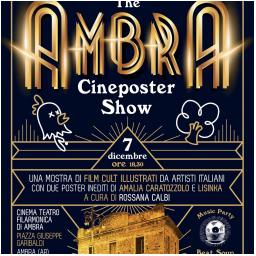 The
AMBRA
Cineposter
Show
7
dicembre
ore 18.30
UNA MOSTRA DI FILM CULT ILLUSTRATI DA ARTISTI ITALIANI
CON DUE POSTER INEDITI DI AMALIA CARATOZZOLO E LISINKA
A CURA DI ROSSANA CALBI
CINEMA TEATRO
FILARMONICA
DI AMBRA
PIAZZA GIUSEPPE
GARIBALDI
AMBRA (AR)
Music Party
Beat Soup